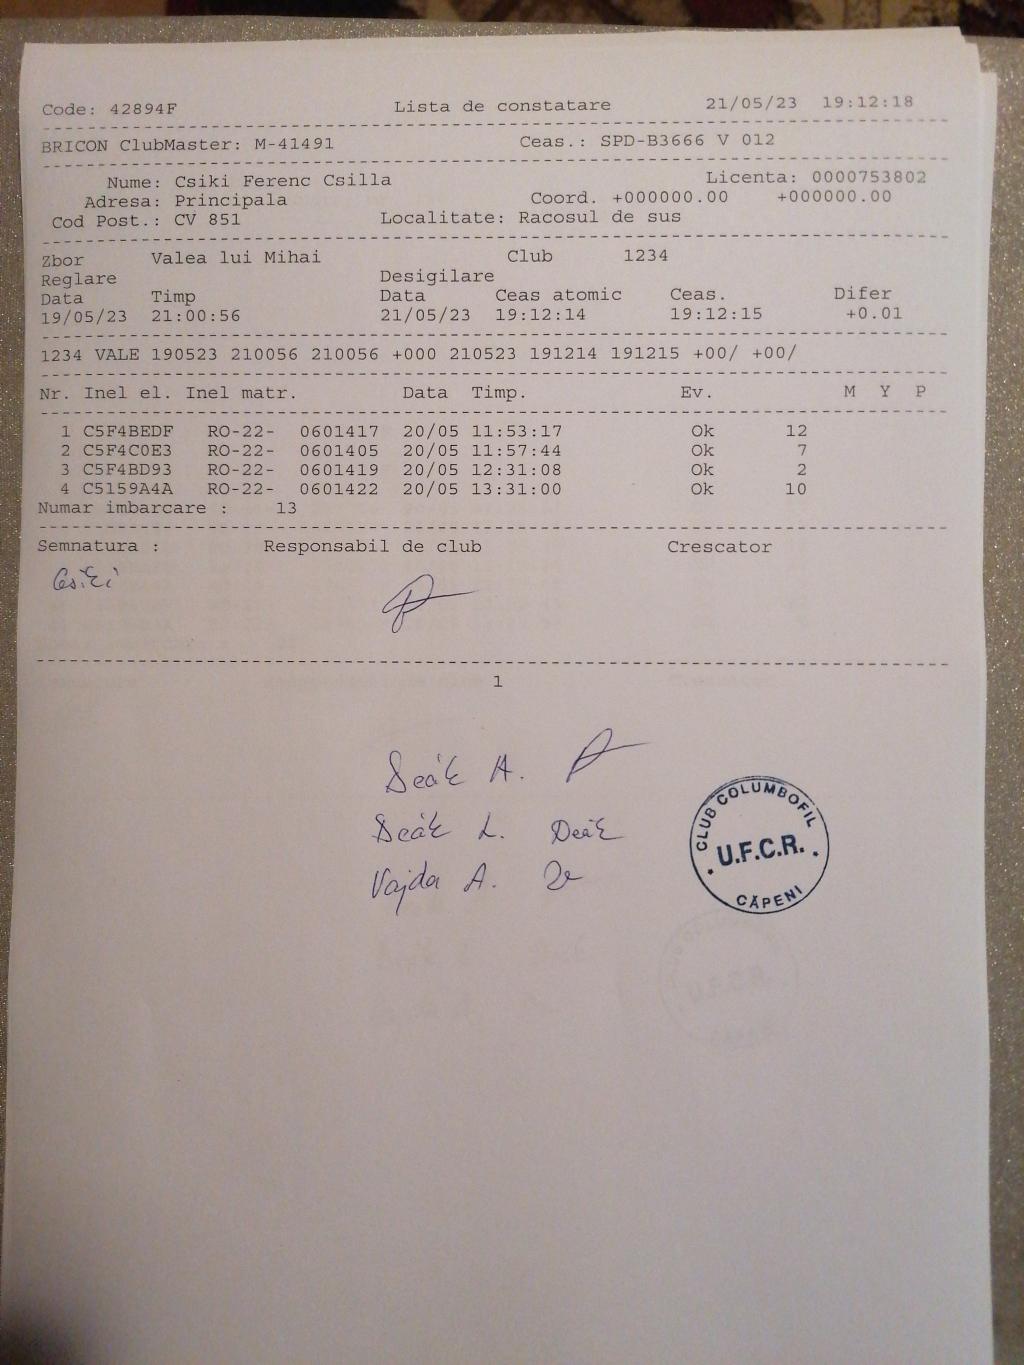 Code: 42894F Lista de constatare 21/05/23 19:12:18
BRICON ClubMaster: M-41491 Ceas.: SPD-B3666 V 012
Nume: Csiki Ferenc Csilla Licenta: 0000753802
Adresa: Principala Coord. +000000.00 +000000.00
Cod Post.: CV 851 Localitate: Racosul de sus
Zbor Valea lui Mihai Club 1234
Reglare Desigilare
Data Timp Data Ceas atomic Ceas. Difer
19/05/23 21:00:56 21/05/23 19:12:14 19:12:15 +0.01
1234 VALE 190523 210056 210056 +000 210523 191214 191215 +00/ +00/
Nr. Inel el. Inel matr. Data Timp. Ev. M Y P
1 C5F4BEDF RO-22- 0601417 20/05 11:53:17 Ok 12
2 C5F4C0E3 RO-22- 0601405 20/05 11:57:44 Ok 7
3 C5F4BD93 RO-22- 0601419 20/05 12:31:08 Ok 2
4 C5159A4A RO-22- 0601422 20/05 13:31:00 Ok 10
Numar imbarcare : 13
Semnatura : Responsabil de club Crescator
Csiki
1
Deák A.
Deák L. Deák
Vajda A.
CLUB COLUMBOFIL
U.F.C.R.
CĂPENI